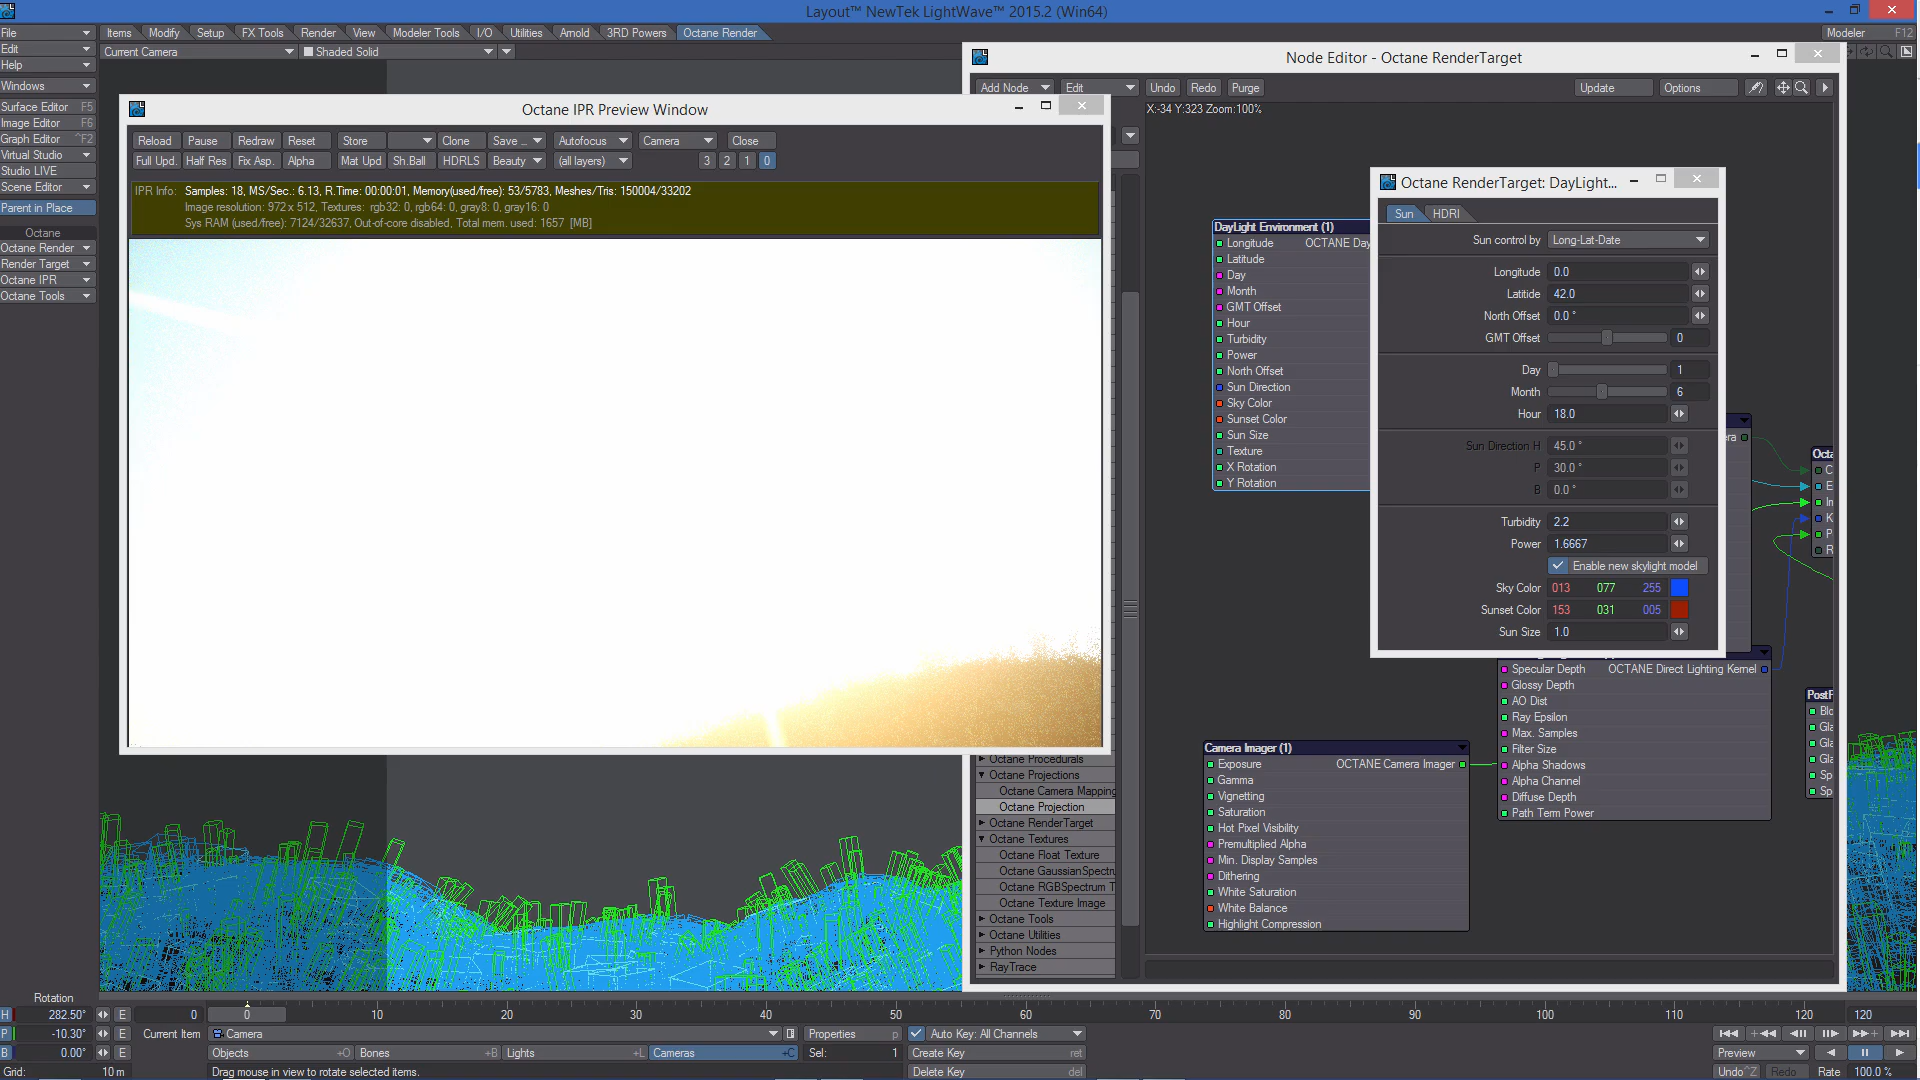 Layout™ NewTek LightWave™ 2015.2 (Win64)
File
Items Modify Setup FX Tools Render View Modeler Tools I/O Utilities Arnold 3RD Powers Octane Render
Modeler F12
Edit
Current Camera Shaded Solid
Help
Windows
Surface Editor F5
Image Editor F6
Graph Editor ^F2
Virtual Studio
Studio LIVE
Scene Editor
Parent in Place
Octane
Octane Render
Render Target
Octane IPR
Octane Tools
Octane IPR Preview Window
Reload Pause Redraw Reset Store Clone Save ... Autofocus Camera Close
Full Upd. Half Res Fix Asp. Alpha Mat Upd Sh.Ball HDRLS Beauty (all layers) 3 2 1 0
IPR Info: Samples: 18, MS/Sec.: 6.13, R.Time: 00:00:01, Memory(used/free): 53/5783, Meshes/Tris: 150004/33202
Image resolution: 972 x 512, Textures: rgb32: 0, rgb64: 0, gray8: 0, gray16: 0
Sys RAM (used/free): 7124/32637, Out-of-core disabled, Total mem. used: 1657 [MB]
Node Editor - Octane RenderTarget
Add Node Edit Undo Redo Purge Update Options
X:-34 Y:323 Zoom:100%
DayLight Environment (1)
Longitude OCTANE Day
Latitude
Day
Month
GMT Offset
Hour
Turbidity
Power
North Offset
Sun Direction
Sky Color
Sunset Color
Sun Size
Texture
X Rotation
Y Rotation
Octane RenderTarget: DayLight...
Sun HDRI
Sun control by Long-Lat-Date
Longitude 0.0
Latitide 42.0
North Offset 0.0 °
GMT Offset 0
Day 1
Month 6
Hour 18.0
Sun Direction H 45.0 °
P 30.0 °
B 0.0 °
Turbidity 2.2
Power 1.6667
Enable new skylight model
Sky Color 013 077 255
Sunset Color 153 031 005
Sun Size 1.0
era
Octa
C
E
In
K
P
R
Specular Depth OCTANE Direct Lighting Kernel
Glossy Depth
AO Dist
Ray Epsilon
Max. Samples
Filter Size
Alpha Shadows
Alpha Channel
Diffuse Depth
Path Term Power
PostP
Blo
Gla
Gla
Gla
Sp
Sp
Camera Imager (1)
Exposure OCTANE Camera Imager
Gamma
Vignetting
Saturation
Hot Pixel Visibility
Premultiplied Alpha
Min. Display Samples
Dithering
White Saturation
White Balance
Highlight Compression
Octane Procedurals
Octane Projections
Octane Camera Mapping
Octane Projection
Octane RenderTarget
Octane Textures
Octane Float Texture
Octane GaussianSpectru
Octane RGBSpectrum T
Octane Texture Image
Octane Tools
Octane Utilities
Python Nodes
RayTrace
Rotation
H 282.50° E 0 0 10 20 30 40 50 60 70 80 90 100 110 120 120
P -10.30° E Current Item Camera Properties p Auto Key: All Channels
B 0.00° E Objects +O Bones +B Lights +L Cameras +C Sel: 1 Create Key ret Preview
Grid: 10 m Drag mouse in view to rotate selected items. Delete Key del Undo ^Z Redo Rate 100.0 %